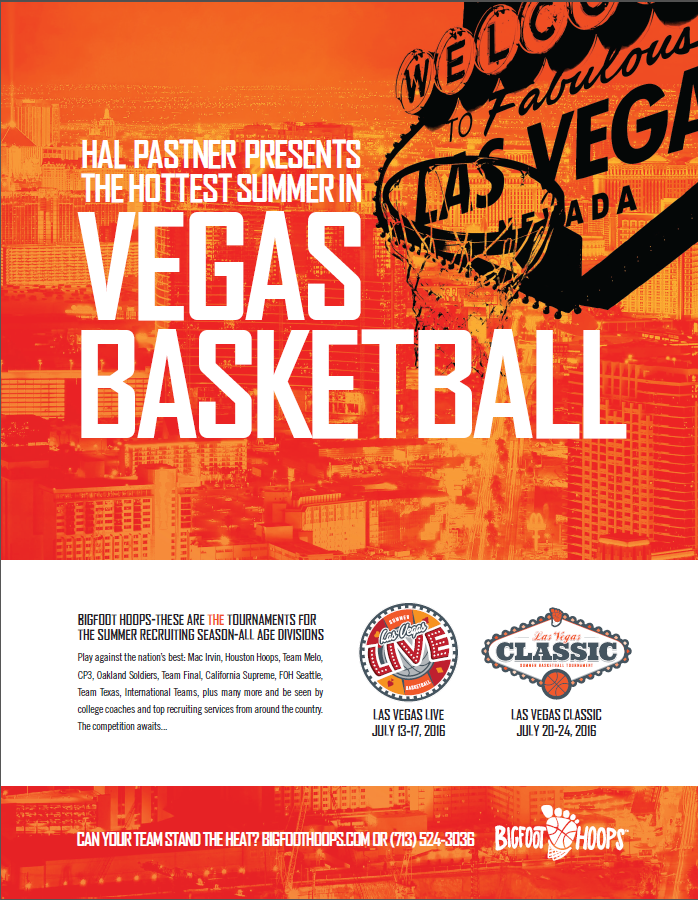 WELCO
TO Fabulous
LAS VEGA
NEVADA
HAL PASTNER PRESENTS
THE HOTTEST SUMMER IN
VEGAS
BASKETBALL
BIGFOOT HOOPS-THESE ARE THE TOURNAMENTS FOR
THE SUMMER RECRUITING SEASON-ALL AGE DIVISIONS
Play against the nation's best: Mac Irvin, Houston Hoops, Team Melo,
CP3, Oakland Soldiers, Team Final, California Supreme, FOH Seattle,
Team Texas, International Teams, plus many more and be seen by
college coaches and top recruiting services from around the country.
The competition awaits...
SUMMER
Las Vegas
LIVE
BASKETBALL
LAS VEGAS LIVE
JULY 13-17, 2016
Las Vegas
CLASSIC
SUMMER BASKETBALL TOURNAMENT
LAS VEGAS CLASSIC
JULY 20-24, 2016
CAN YOUR TEAM STAND THE HEAT? BIGFOOTHOOPS.COM OR (713) 524-3036
BIGFOOT HOOPS